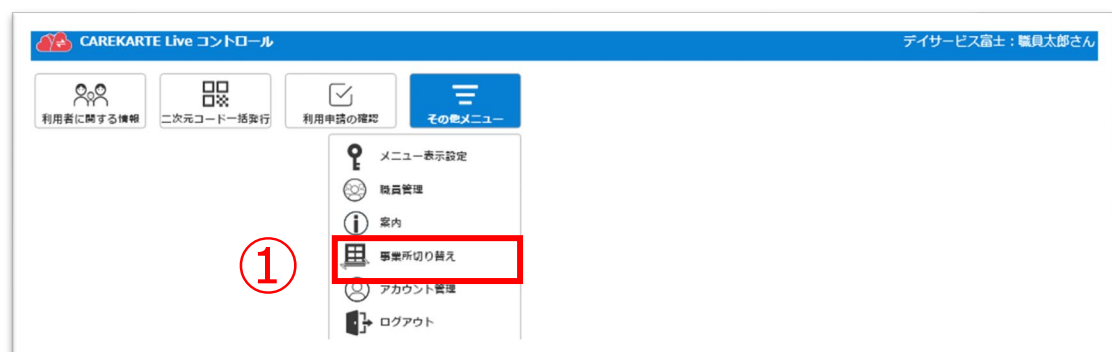 CAREKARTE Live コントロール
デイサービス富士：職員太郎さん
利用者に関する情報
二次元コード一括発行
利用申請の確認
その他メニュー
メニュー表示設定
職員管理
案内
①
事業所切り替え
アカウント管理
ログアウト